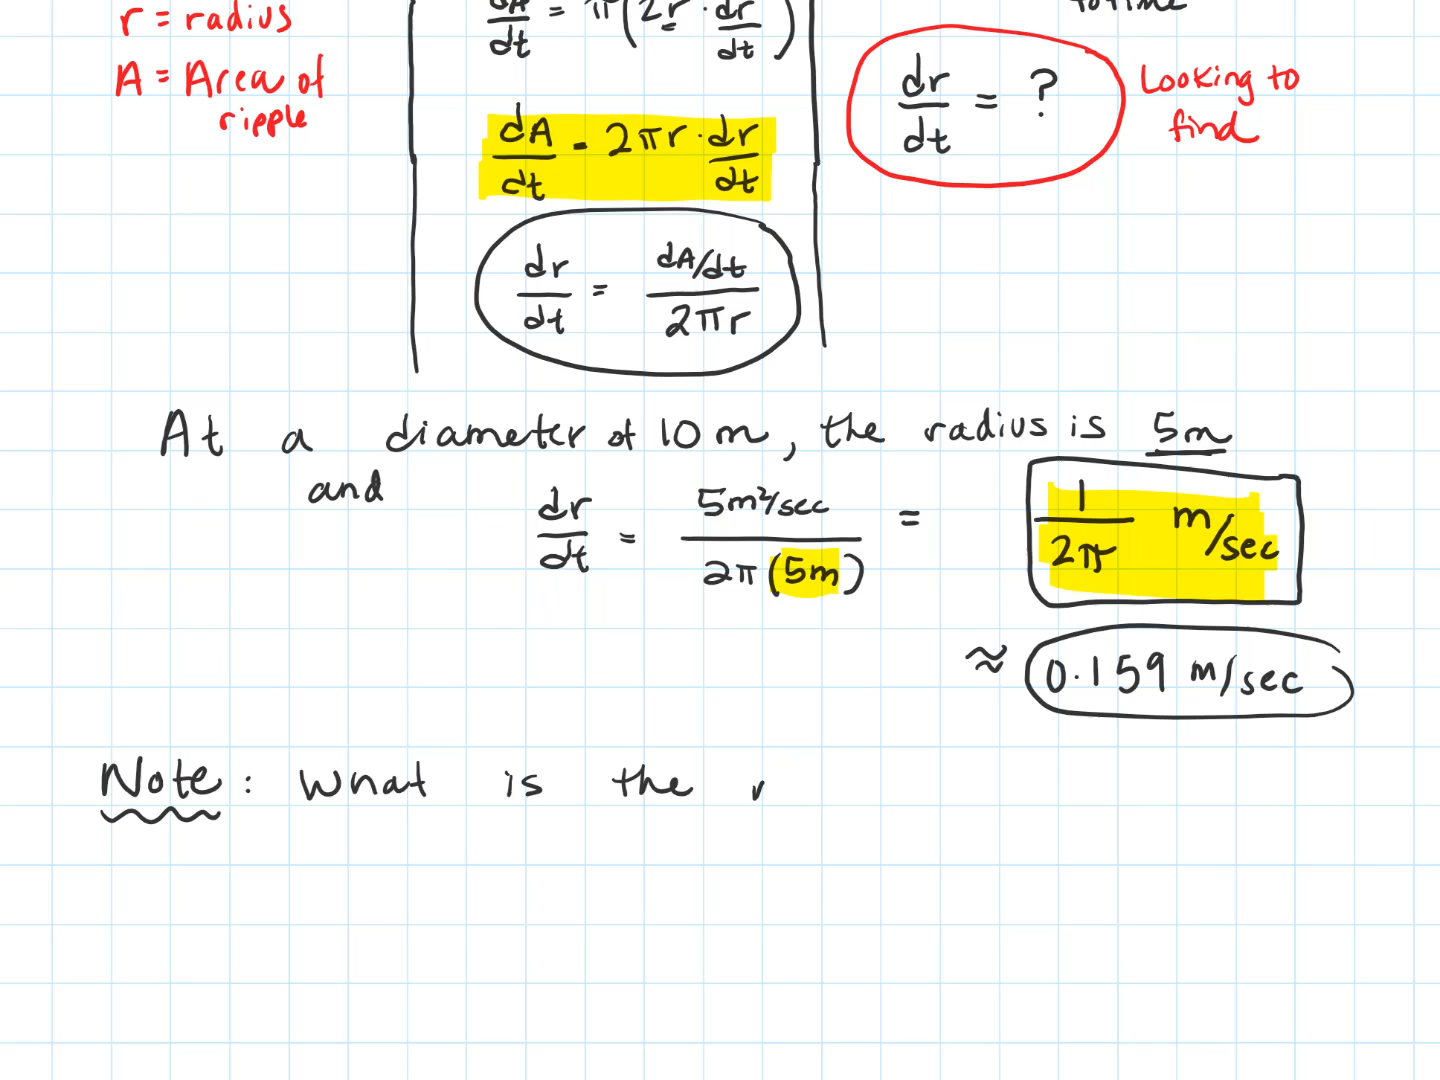 r = radius
A = Area of
ripple
dA/dt = π(2r · dr/dt)
dA/dt = 2πr · dr/dt
dr/dt = dA/dt / 2πr
to time
dr/dt = ?
Looking to
find
At a diameter of 10 m, the radius is 5m
and
dr/dt = 5m²/sec / 2π(5m) = 1/2π m/sec
≈ 0.159 m/sec
Note: What is the r